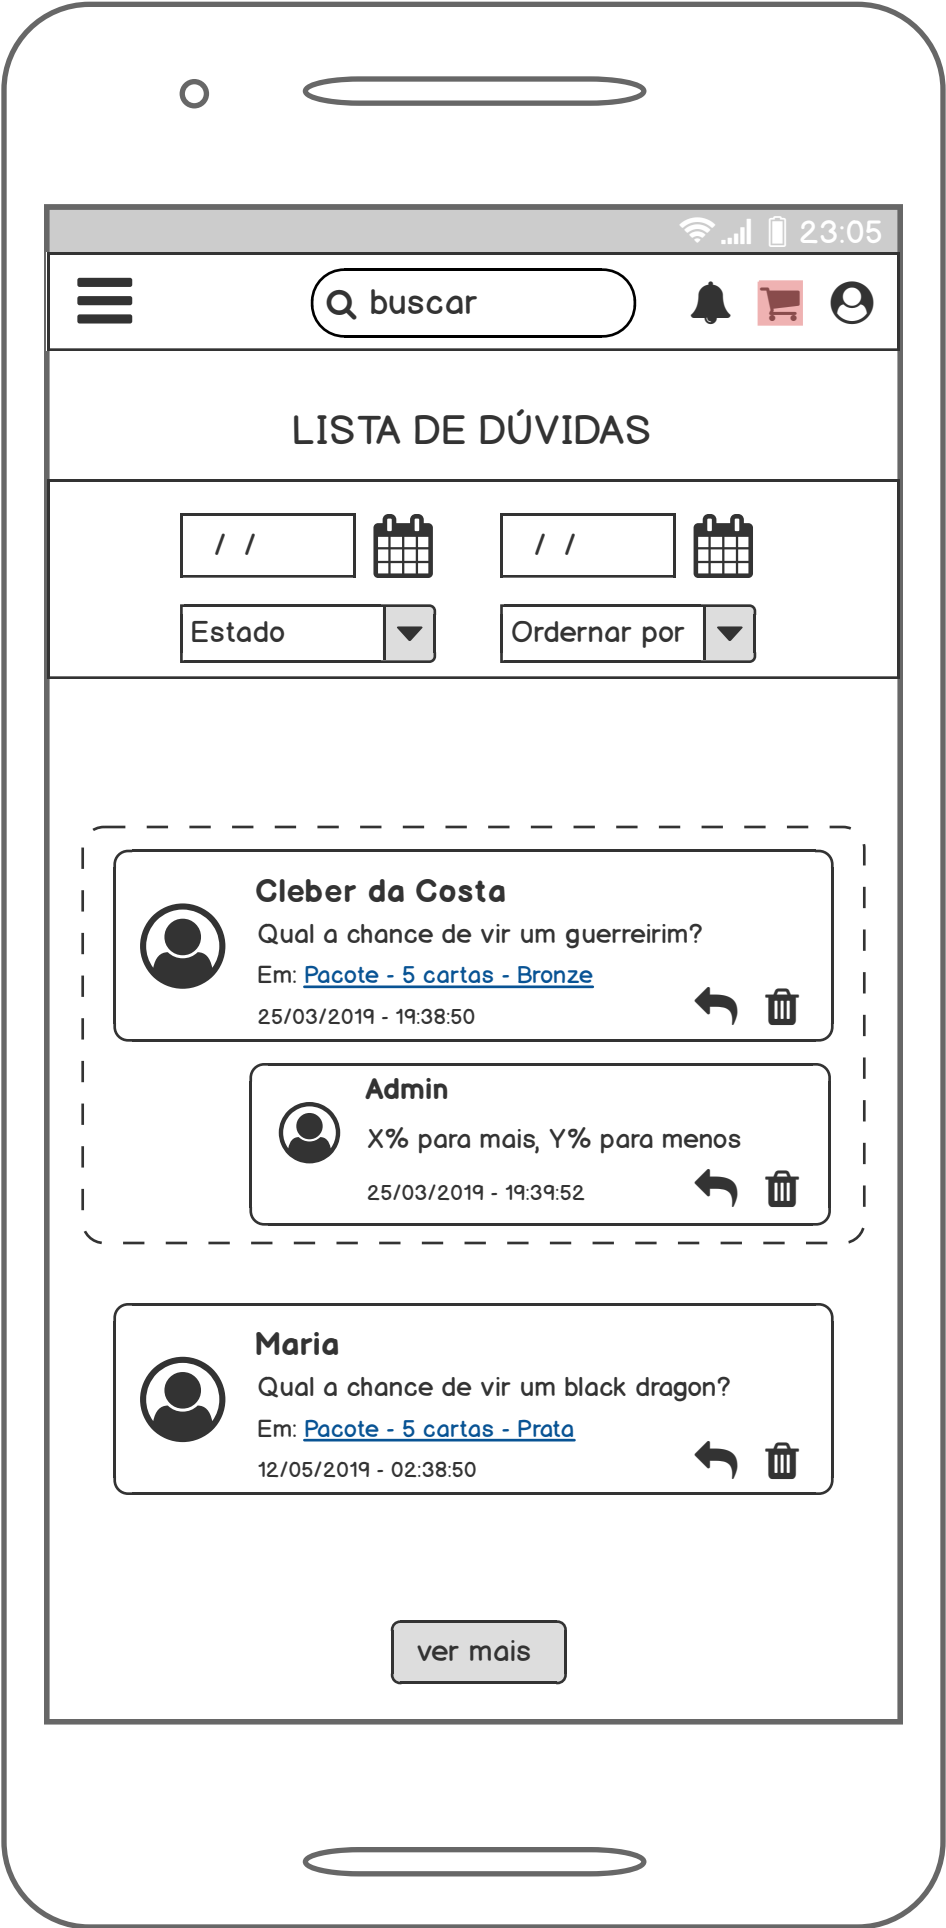 23:05
buscar
LISTA DE DÚVIDAS
/ / / /
Estado Ordernar por
Cleber da Costa
Qual a chance de vir um guerreirim?
Em: Pacote - 5 cartas - Bronze
25/03/2019 - 19:38:50
Admin
X% para mais, Y% para menos
25/03/2019 - 19:39:52
Maria
Qual a chance de vir um black dragon?
Em: Pacote - 5 cartas - Prata
12/05/2019 - 02:38:50
ver mais